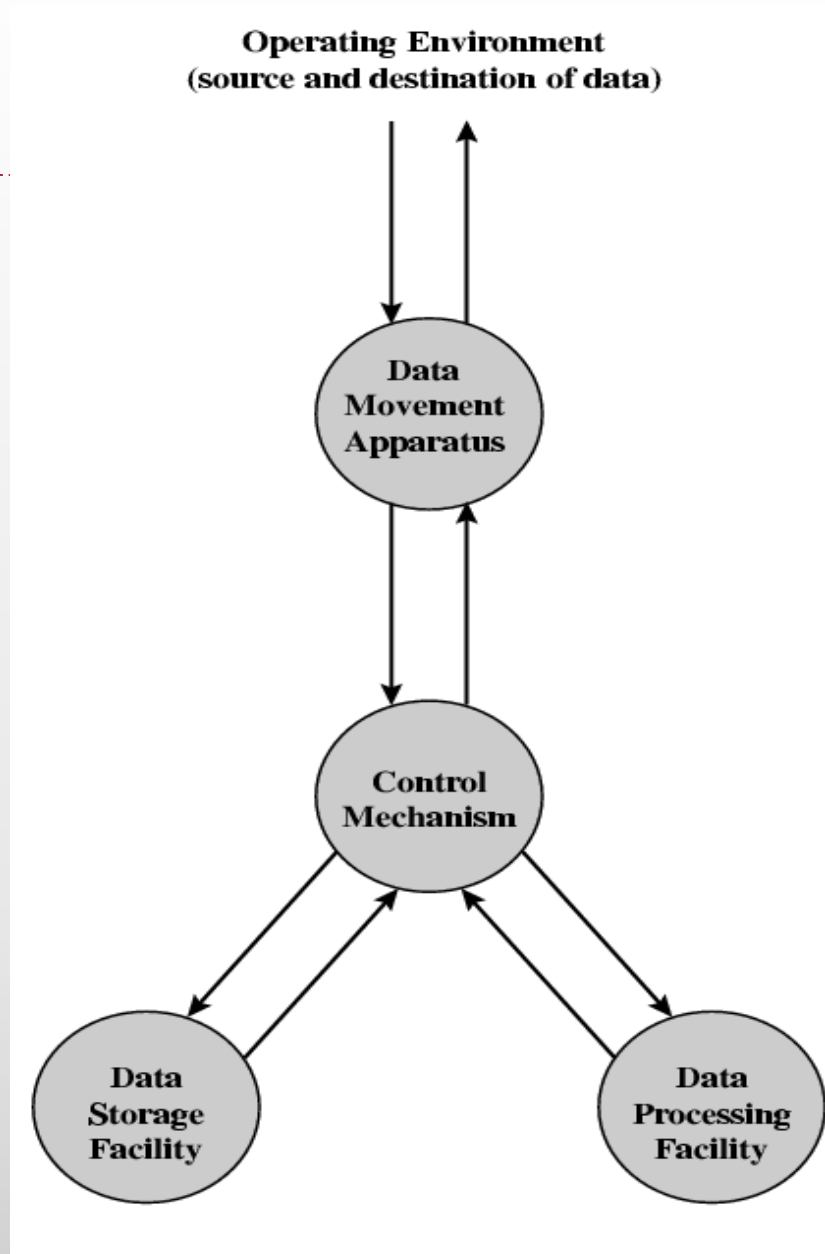 Operating Environment
(source and destination of data)
Data
Movement
Apparatus
Control
Mechanism
Data
Storage
Facility
Data
Processing
Facility